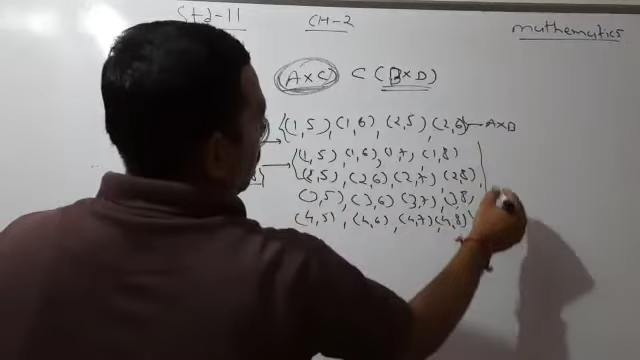 Std-11 CH-2 mathematics
(A×C) ⊂ (B×D)
{(1,5),(1,6),(2,5),(2,6)} — A×B
{(1,5),(1,6),(1,7),(1,8)
(2,5),(2,6),(2,7),(2,8),
(3,5),(3,6),(3,7),(3,8),
(4,5),(4,6),(4,7),(4,8)